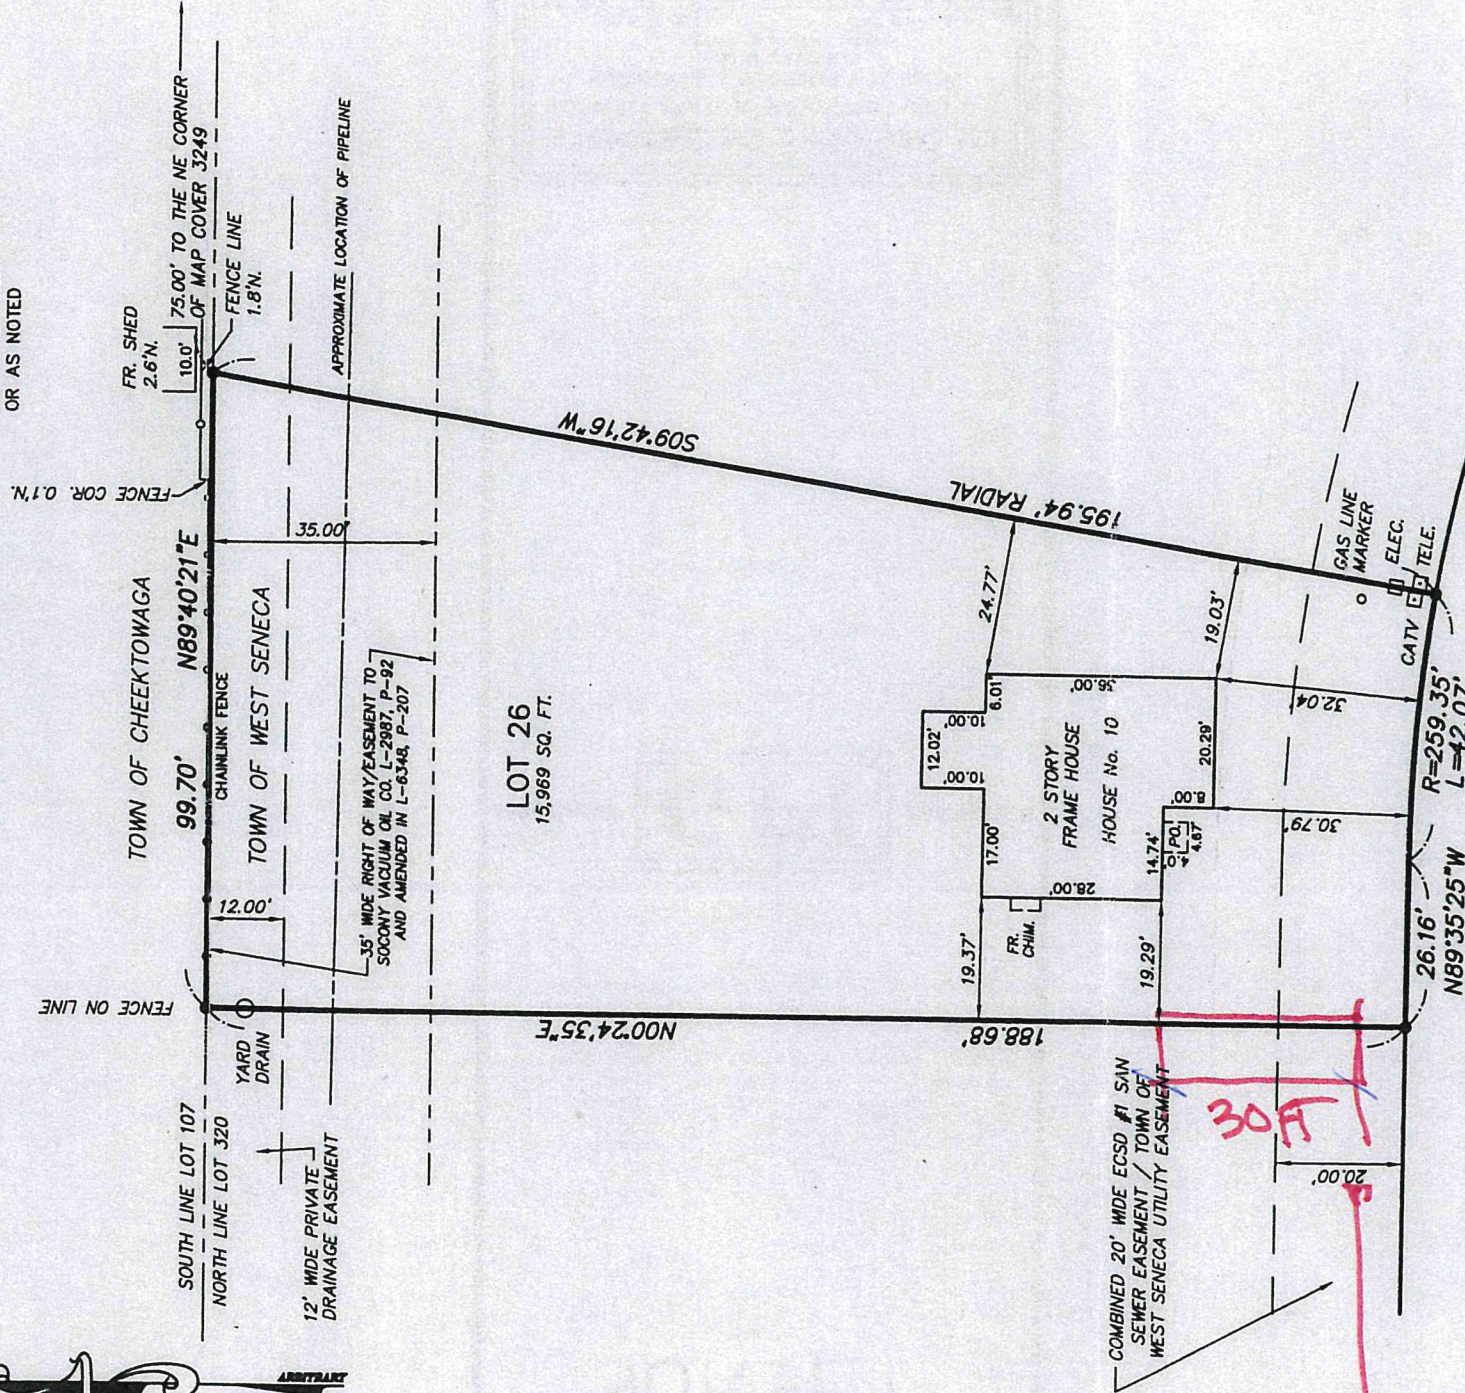 OR AS NOTED
75.00' TO THE NE CORNER
OF MAP COVER 3249
FR. SHED
2.6'N.
10.0'
FENCE LINE
1.8'N.
FENCE COR. 0.1'N.
TOWN OF CHEEKTOWAGA
99.70' N89°40'21"E
CHAINLINK FENCE
TOWN OF WEST SENECA
FENCE ON LINE
YARD
DRAIN
12.00'
35.00'
APPROXIMATE LOCATION OF PIPELINE
SOUTH LINE LOT 107
NORTH LINE LOT 320
12' WIDE PRIVATE
DRAINAGE EASEMENT
35' WIDE RIGHT OF WAY/EASEMENT TO
SOCONY VACUUM OIL CO. L-2987, P-92
AND AMENDED IN L-6348, P-207
ARBITRARY
LOT 26
15,969 SQ. FT.
S09°42'16"W
195.94' RADIAL
N00°24'35"E
188.68'
24.77'
19.03'
12.02'
10.00'
10.00'
6.01
17.00'
36.00'
2 STORY
FRAME HOUSE
HOUSE No. 10
28.00'
FR.
CHIM.
19.37'
19.29'
14.74'
PO.
4.0'
4.67'
8.00'
20.29'
32.04'
30.79'
GAS LINE
MARKER
ELEC.
TELE.
CATV
COMBINED 20' WIDE ECSD #1 SAN
SEWER EASEMENT / TOWN OF
WEST SENECA UTILITY EASEMENT
30 FT
20.00'
26.16'
N89°35'25"W
R=259.35'
L=42.07'